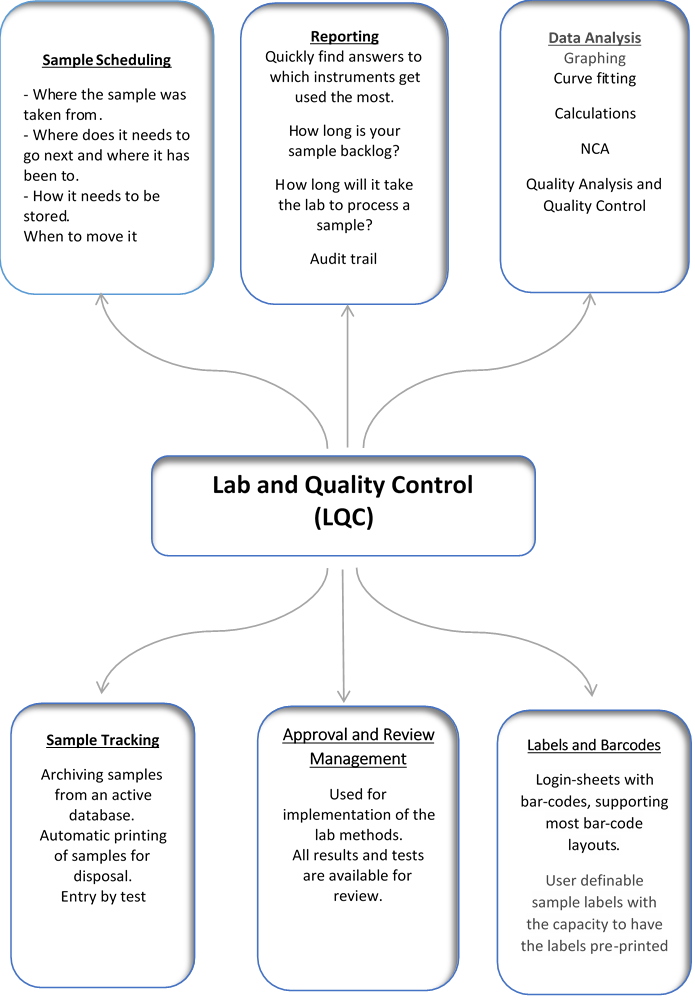 Sample Scheduling
- Where the sample was
taken from.
- Where does it needs to
go next and where it has
been to.
- How it needs to be
stored.
When to move it
Reporting
Quickly find answers to
which instruments get
used the most.
How long is your
sample backlog?
How long will it take
the lab to process a
sample?
Audit trail
Data Analysis
Graphing
Curve fitting
Calculations
NCA
Quality Analysis and
Quality Control
Lab and Quality Control
(LQC)
Sample Tracking
Archiving samples
from an active
database.
Automatic printing
of samples for
disposal.
Entry by test
Approval and Review
Management
Used for
implementation of the
lab methods.
All results and tests
are available for
review.
Labels and Barcodes
Login-sheets with
bar-codes, supporting
most bar-code
layouts.
User definable
sample labels with
the capacity to have
the labels pre-printed